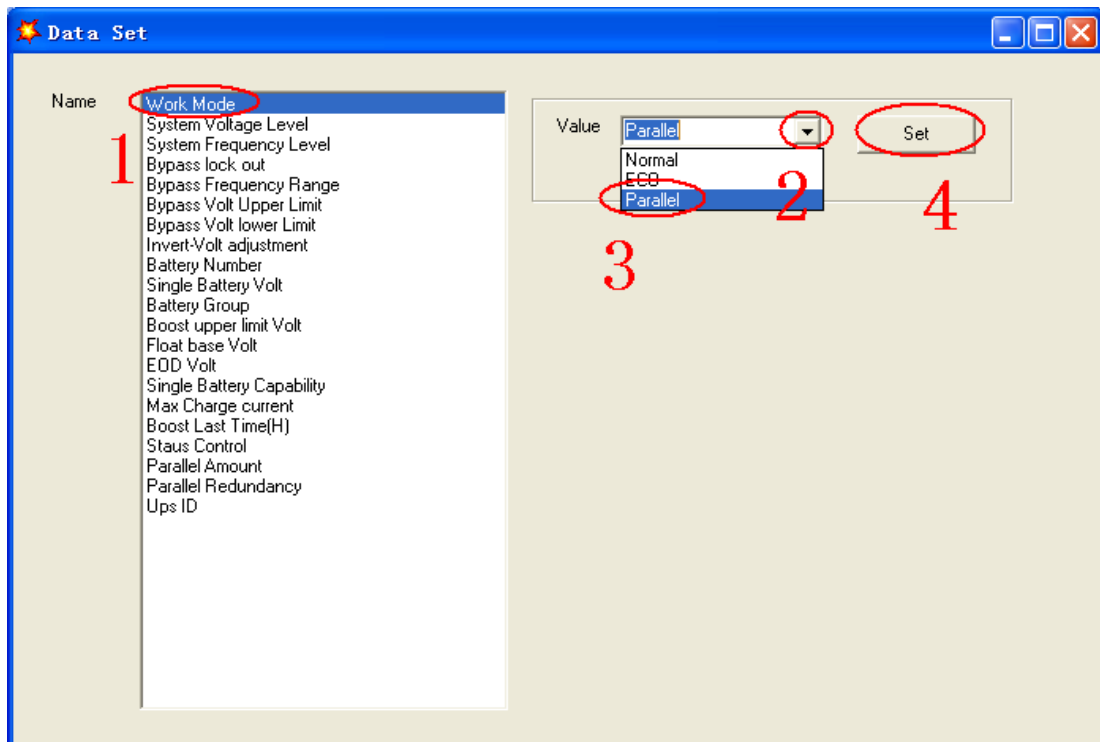 Data Set
Name
Work Mode
System Voltage Level
System Frequency Level
Bypass lock out
Bypass Frequency Range
Bypass Volt Upper Limit
Bypass Volt lower Limit
Invert-Volt adjustment
Battery Number
Single Battery Volt
Battery Group
Boost upper limit Volt
Float base Volt
EOD Volt
Single Battery Capability
Max Charge current
Boost Last Time(H)
Staus Control
Parallel Amount
Parallel Redundancy
Ups ID
1
Value
Parallel
Set
Normal
ECO
Parallel
2
3
4